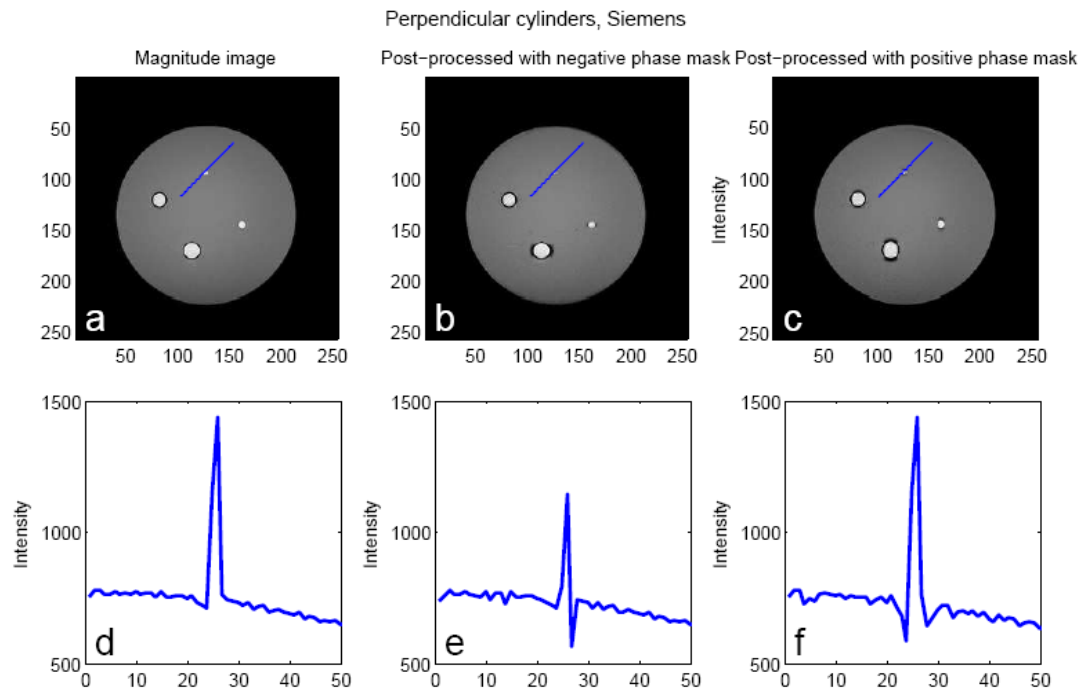 Perpendicular cylinders, Siemens
Magnitude image
Post-processed with negative phase mask
Post-processed with positive phase mask
50
100
150
200
250
a
50 100 150 200 250
50
100
150
200
250
b
50 100 150 200 250
Intensity
50
100
150
200
250
c
50 100 150 200 250
Intensity
1500
1000
500
d
0 10 20 30 40 50
Intensity
1500
1000
500
e
0 10 20 30 40 50
Intensity
1500
1000
500
f
0 10 20 30 40 50